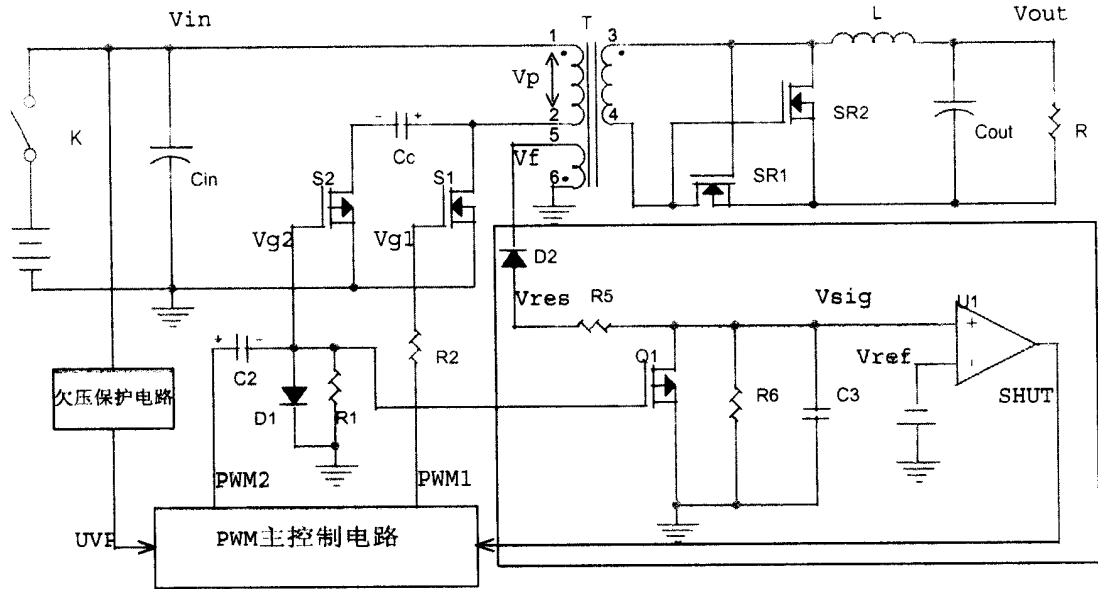 Vin
T
L
Vout
1
3
Vp
K
2
4
SR2
Cin
Cc
5
Cout
R
Vf
S2
S1
6
SR1
Vg2
Vg1
D2
Vres
R5
Vsig
U1
+
-
C2
R2
Q1
Vref
欠压保护电路
D1
R1
R6
C3
SHUT
PWM2
PWM1
UVP
PWM主控制电路